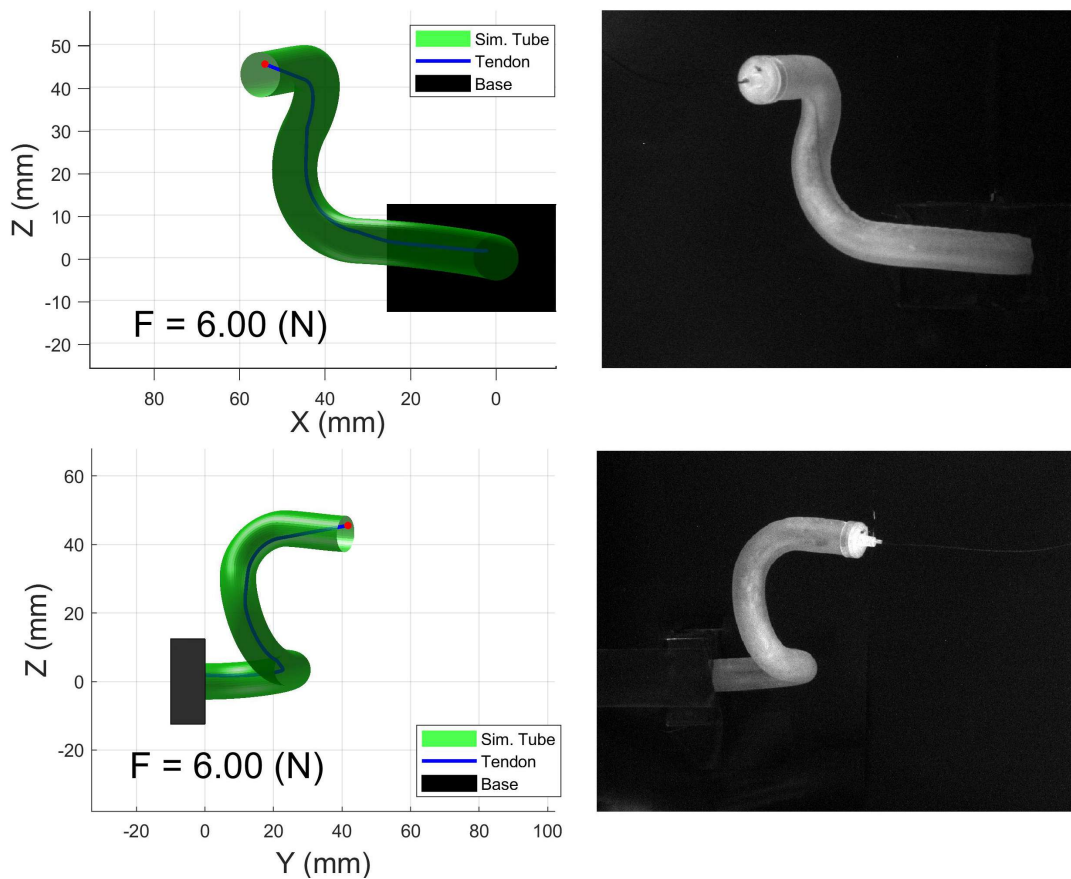 50
40
30
20
10
0
-10
-20
Z (mm)
Sim. Tube
Tendon
Base
F = 6.00 (N)
80 60 40 20 0
X (mm)
60
40
20
0
-20
Z (mm)
Sim. Tube
Tendon
Base
F = 6.00 (N)
-20 0 20 40 60 80 100
Y (mm)